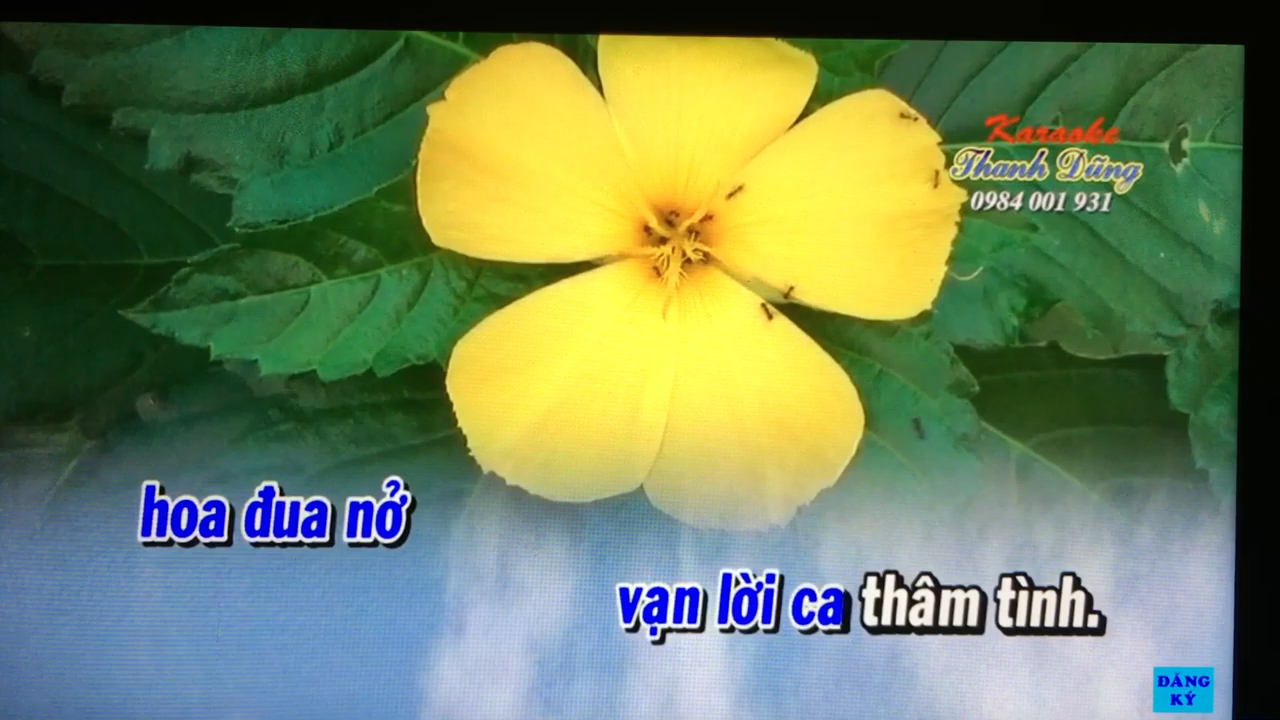 Karaoke
Thanh Dũng
0984 001 931
hoa đua nở
vạn lời ca thâm tình.
ĐĂNG
KÝ